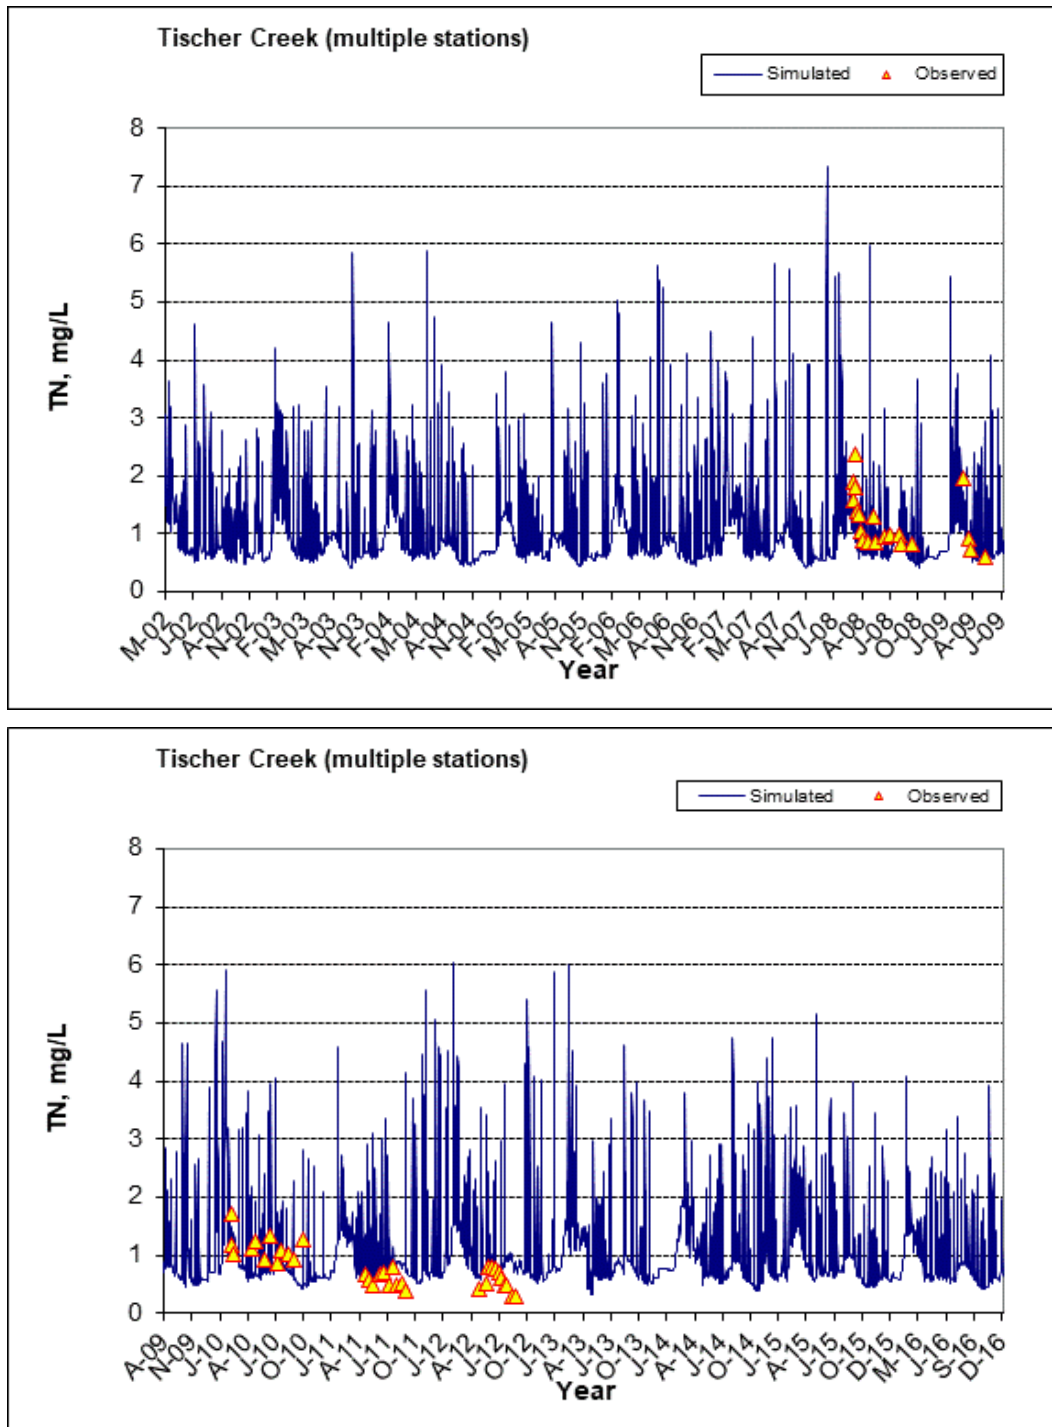 Tischer Creek (multiple stations)
Simulated Observed
8
7
6
5
4
3
2
1
0
TN, mg/L
M-02 J-02 A-02 N-02 F-03 M-03 A-03 N-03 F-04 M-04 A-04 N-04 F-05 M-05 A-05 N-05 F-06 M-06 A-06 N-06 F-07 M-07 A-07 N-07 J-08 A-08 J-08 O-08 J-09 A-09 J-09
Year
Tischer Creek (multiple stations)
Simulated Observed
8
7
6
5
4
3
2
1
0
TN, mg/L
A-09 N-09 J-10 A-10 J-10 O-10 J-11 A-11 J-11 O-11 J-12 A-12 J-12 O-12 J-13 A-13 J-13 O-13 J-14 A-14 J-14 O-14 J-15 A-15 J-15 O-15 D-15 M-16 J-16 S-16 D-16
Year